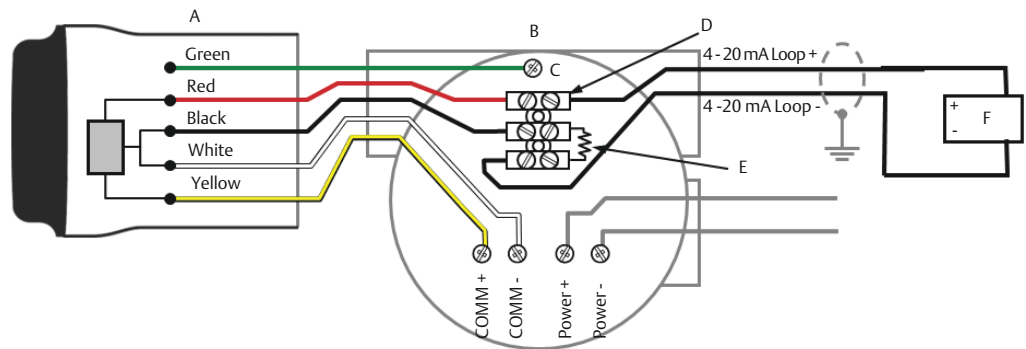 A
B
C
D
E
F
Green
Red
Black
White
Yellow
4 - 20 mA Loop +
4 -20 mA Loop -
+
-
COMM +
COMM -
Power +
Power -